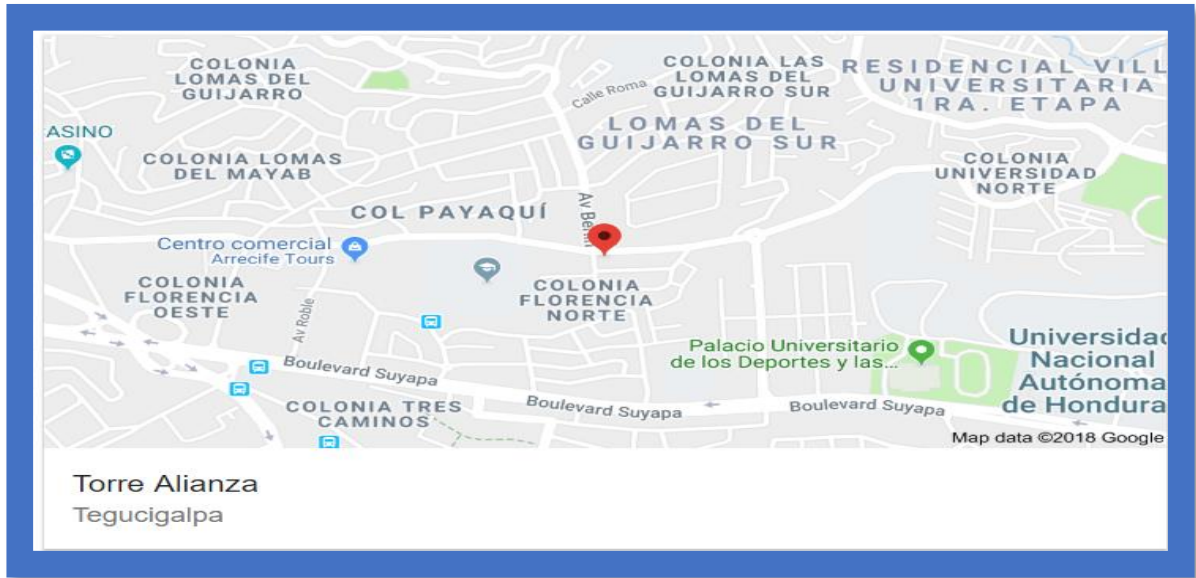 COLONIA
LOMAS DEL
GUIJARRO
COLONIA LAS
LOMAS DEL
GUIJARRO SUR
Calle Roma
RESIDENCIAL VILL
UNIVERSITARIA
1RA. ETAPA
LOMAS DEL
GUIJARRO SUR
ASINO
COLONIA LOMAS
DEL MAYAB
COLONIA
UNIVERSIDAD
NORTE
COL PAYAQUÍ
Av Berlín
Centro comercial
Arrecife Tours
COLONIA
FLORENCIA
OESTE
COLONIA
FLORENCIA
NORTE
Av Roble
Palacio Universitario
de los Deportes y las...
Universidad
Nacional
Autónoma
de Hondura
Boulevard Suyapa
Boulevard Suyapa
Boulevard Suyapa
COLONIA TRES
CAMINOS
Map data ©2018 Google
Torre Alianza
Tegucigalpa